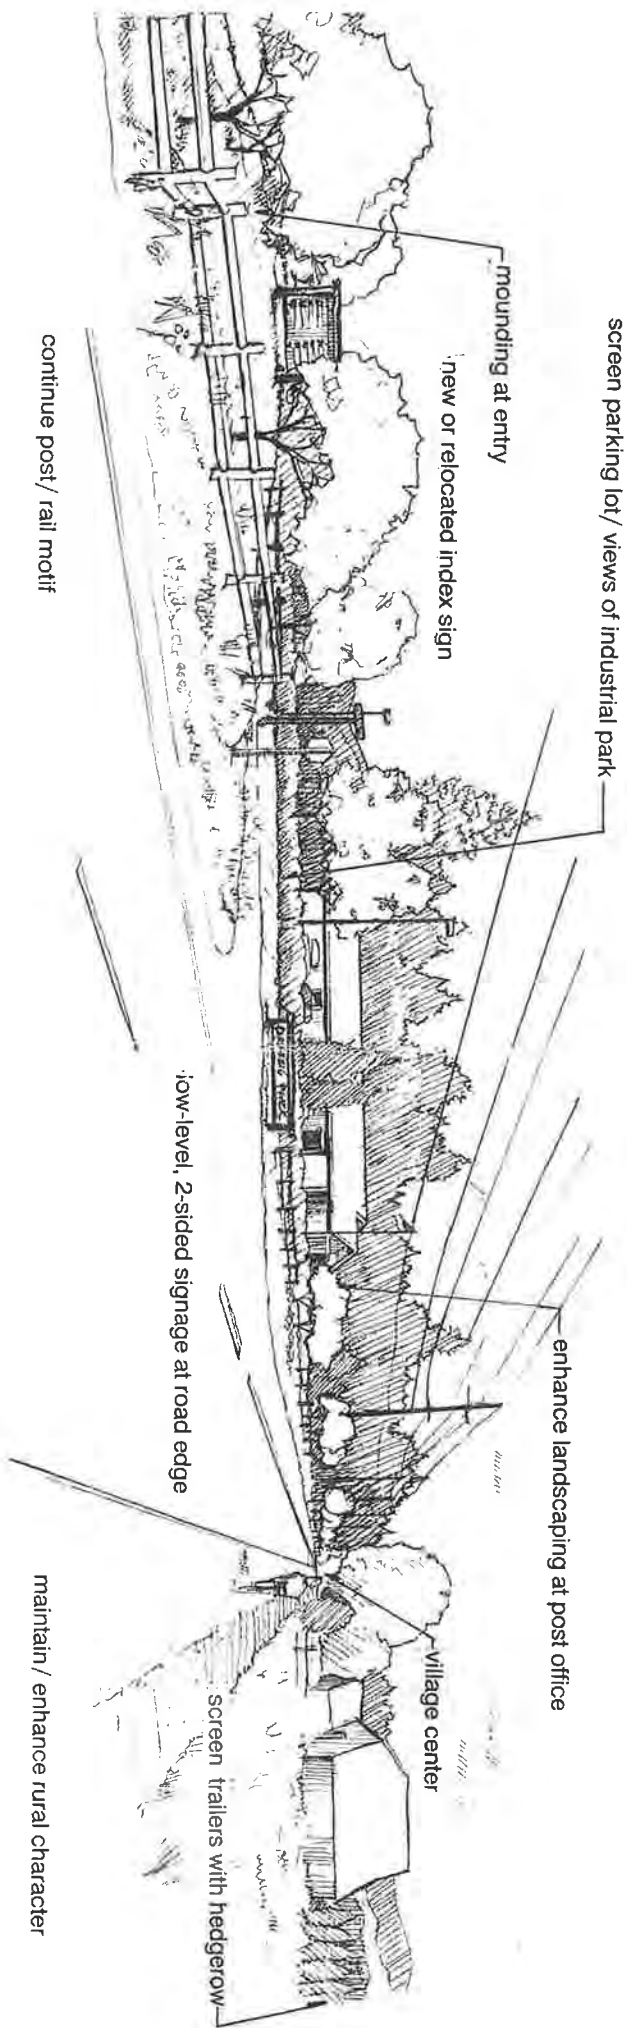 screen parking lot/ views of industrial park
mounding at entry
new or relocated index sign
enhance landscaping at post office
village center
continue post/ rail motif
low-level, 2-sided signage at road edge
screen trailers with hedgerow
maintain/ enhance rural character